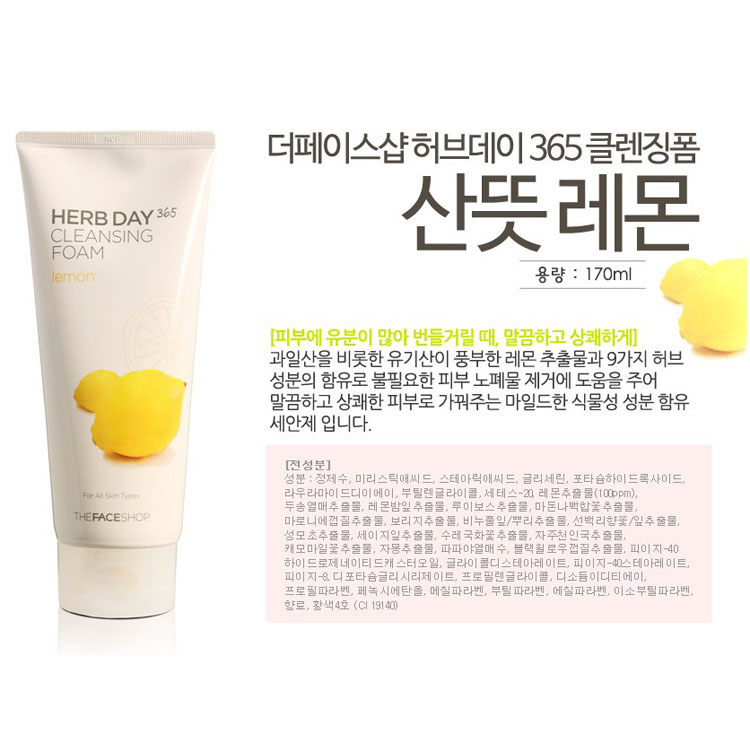 HERB DAY 365
CLEANSING
FOAM
lemon
For All Skin Types
THEFACESHOP
더페이스샵 허브데이 365 클렌징폼
산뜻 레몬
용량 : 170ml
[피부에 유분이 많아 번들거릴 때, 말끔하고 상쾌하게]
과일산을 비롯한 유기산이 풍부한 레몬 추출물과 9가지 허브
성분의 함유로 불필요한 피부 노폐물 제거에 도움을 주어
말끔하고 상쾌한 피부로 가꿔주는 마일드한 식물성 성분 함유
세안제 입니다.
[전성분]
성분 : 정제수, 미리스틱애씨드, 스테아릭애씨드, 글리세린, 포타슘하이드록사이드,
라우라마이드디이에이, 부틸렌글라이콜, 세테스-20, 레몬추출물(100ppm),
두송열매추출물, 레몬밤잎추출물, 루이보스추출물, 마돈나백합꽃추출물,
마로니에껍질추출물, 보리지추출물, 비누풀잎/뿌리추출물, 선백리향꽃/잎추출물,
성모초추출물, 세이지잎추출물, 수레국화꽃추출물, 자주천인국추출물,
캐모마일꽃추출물, 자몽추출물, 파파야열매수, 블랙윌로우껍질추출물, 피이지-40
하이드로제네이티드캐스터오일, 글라이콜디스테아레이트, 피이지-40스테아레이트,
피이지-8, 디포타슘글리시리제이트, 프로필렌글라이콜, 디소듐이디티에이,
프로필파라벤, 페녹시에탄올, 메칠파라벤, 부틸파라벤, 에칠파라벤, 이소부틸파라벤,
향료, 황색4호 (CI 19140)